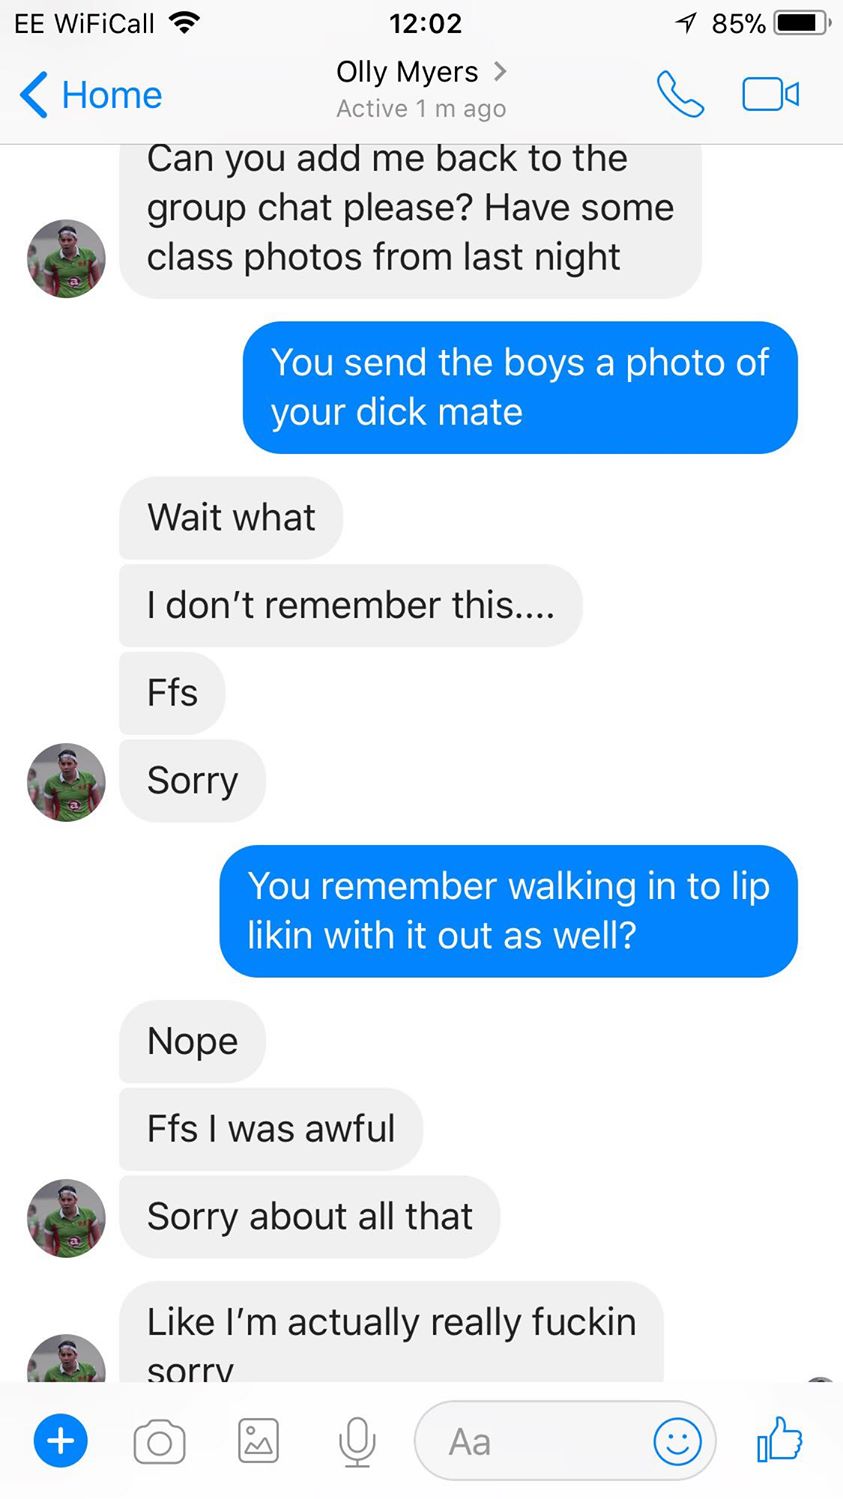 EE WiFiCall 12:02 85%
Home
Olly Myers
Active 1 m ago
Can you add me back to the
group chat please? Have some
class photos from last night
You send the boys a photo of
your dick mate
Wait what
I don't remember this....
Ffs
Sorry
You remember walking in to lip
likin with it out as well?
Nope
Ffs I was awful
Sorry about all that
Like I'm actually really fuckin
sorry
Aa